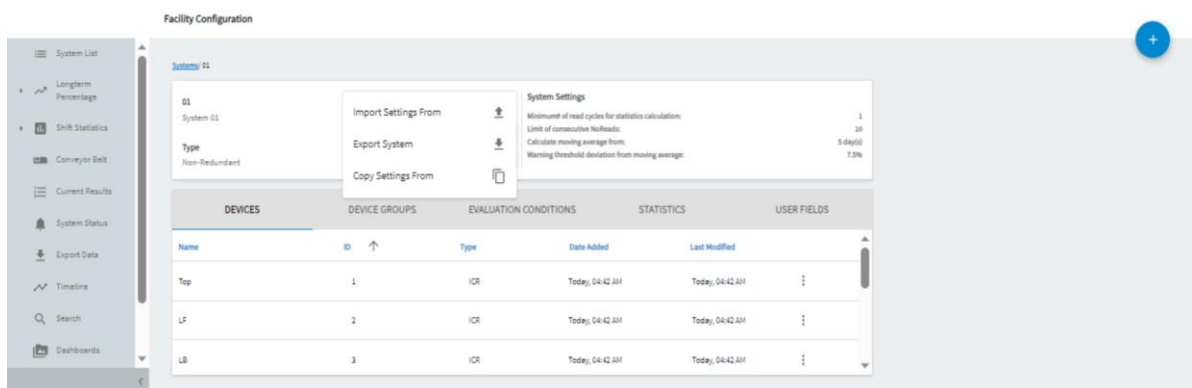 Facility Configuration
+
System List
Longterm
Percentage
Shift Statistics
Conveyor Belt
Current Results
System Status
Export Data
Timeline
Search
Dashboards
Systems/ 01
01
System 01
Type
Non-Redundant
Import Settings From
Export System
Copy Settings From
System Settings
Minimum# of read cycles for statistics calculation: 1
Limit of consecutive NoReads: 10
Calculate moving average from: 5 day(s)
Warning threshold deviation from moving average: 7.5%
DEVICES DEVICE GROUPS EVALUATION CONDITIONS STATISTICS USER FIELDS
Name ID Type Date Added Last Modified
Top 1 ICR Today, 04:42 AM Today, 04:42 AM
LF 2 ICR Today, 04:42 AM Today, 04:42 AM
LB 3 ICR Today, 04:42 AM Today, 04:42 AM